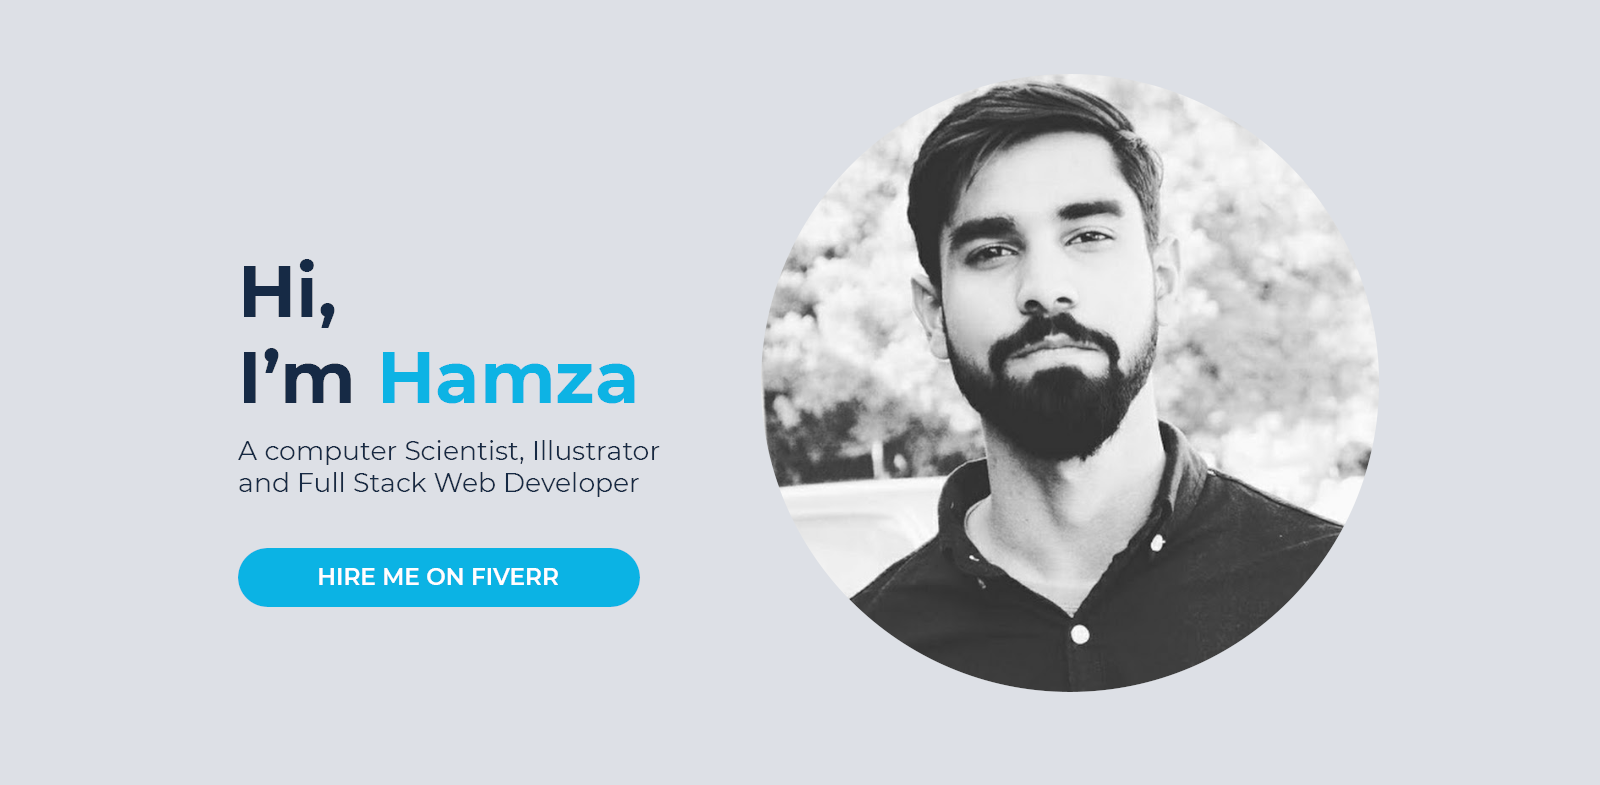 Hi,
I’m Hamza
A computer Scientist, Illustrator
and Full Stack Web Developer
HIRE ME ON FIVERR